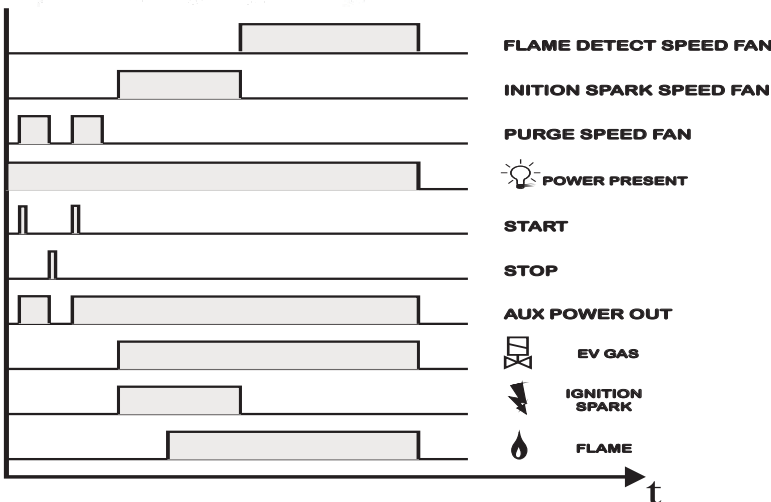 FLAME DETECT SPEED FAN
INITION SPARK SPEED FAN
PURGE SPEED FAN
POWER PRESENT
START
STOP
AUX POWER OUT
EV GAS
IGNITION
SPARK
FLAME
t